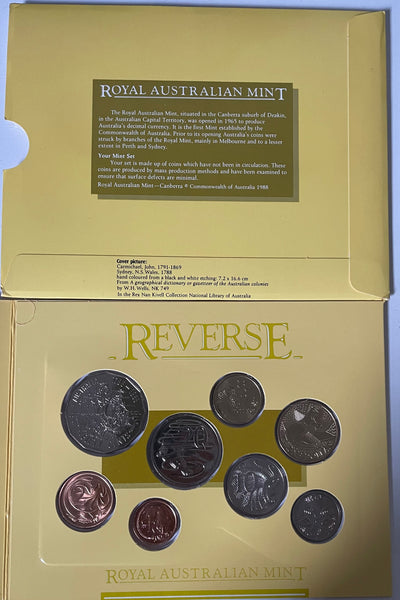 ROYAL AUSTRALIAN MINT
The Royal Australian Mint, situated in the Canberra suburb of Deakin,
in the Australian Capital Territory, was opened in 1965 to produce
Australia's decimal currency. It is the first Mint established by the
Commonwealth of Australia. Prior to its opening Australia's coins were
struck by branches of the Royal Mint, mainly in Melbourne and to a lesser
extent in Perth and Sydney.
Your Mint Set
Your set is made up of coins which have not been in circulation. These
coins are produced by mass production methods and have been examined to
ensure that surface defects are minimal.
Royal Australian Mint—Canberra © Commonwealth of Australia 1988
Cover picture:
Carmichael, John, 1791-1869
Sydney, N.S. Wales, 1788
hand coloured from a black and white etching: 7.2 x 16.6 cm
From A geographical dictionary or gazetteer of the Australian colonies
by W.H. Wells, NK 749
In the Rex Nan Kivell Collection National Library of Australia
REVERSE
20
10
2
ROYAL AUSTRALIAN MINT